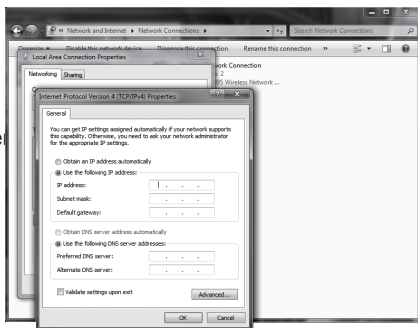 « Network and Internet ▸ Network Connections ▸
Search Network Connections
Organize ▾ Disable this network device Diagnose this connection Rename this connection »
Local Area Connection Properties
Networking Sharing
work Connection
Wireless Network ...
Internet Protocol Version 4 (TCP/IPv4) Properties
General
You can get IP settings assigned automatically if your network supports
this capability. Otherwise, you need to ask your network administrator
for the appropriate IP settings.
Obtain an IP address automatically
Use the following IP address:
IP address:
Subnet mask:
Default gateway:
Obtain DNS server address automatically
Use the following DNS server addresses:
Preferred DNS server:
Alternate DNS server:
Validate settings upon exit
Advanced...
OK Cancel